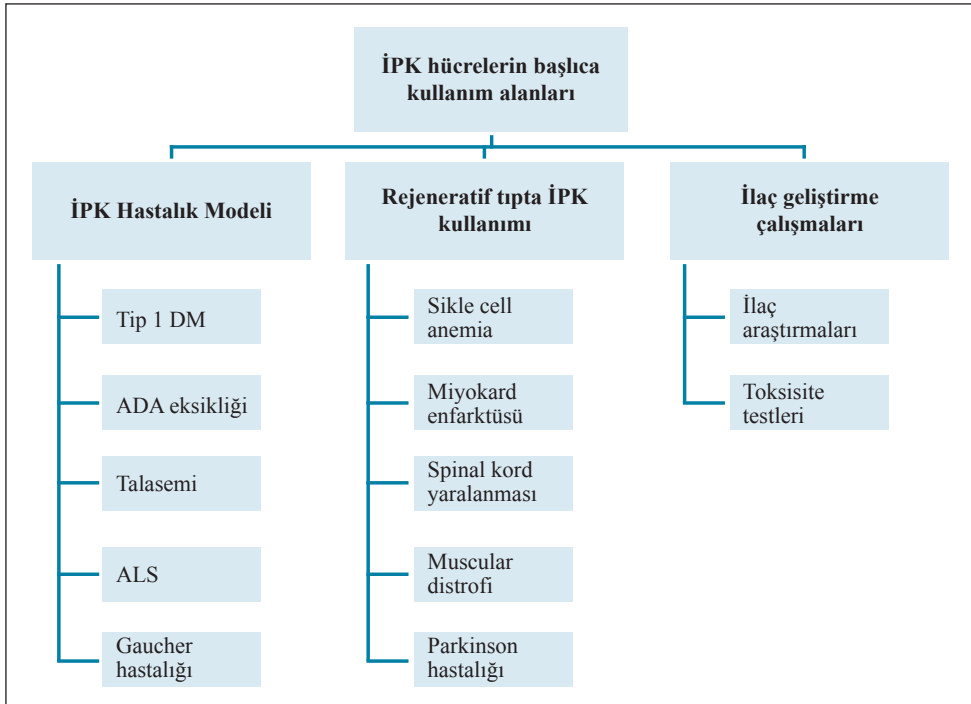 İPK hücrelerin başlıca
kullanım alanları
İPK Hastalık Modeli
Tip 1 DM
ADA eksikliği
Talasemi
ALS
Gaucher
hastalığı
Rejeneratif tıpta İPK
kullanımı
Sikle cell
anemia
Miyokard
enfarktüsü
Spinal kord
yaralanması
Muscular
distrofi
Parkinson
hastalığı
İlaç geliştirme
çalışmaları
İlaç
araştırmaları
Toksisite
testleri